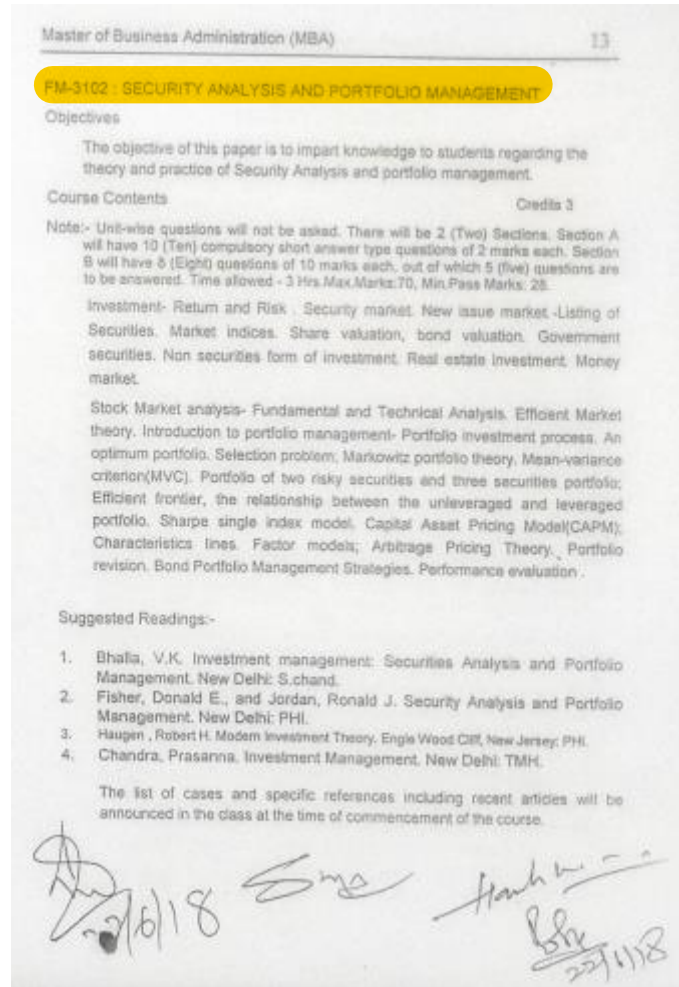 Master of Business Administration (MBA) 13
FM-3102 : SECURITY ANALYSIS AND PORTFOLIO MANAGEMENT
Objectives
The objective of this paper is to impart knowledge to students regarding the
theory and practice of Security Analysis and portfolio management.
Course Contents Credits 3
Note:- Unit-wise questions will not be asked. There will be 2 (Two) Sections. Section A
will have 10 (Ten) compulsory short answer type questions of 2 marks each. Section
B will have 8 (Eight) questions of 10 marks each, out of which 5 (five) questions are
to be answered. Time allowed - 3 Hrs.Max.Marks:70, Min.Pass Marks: 28.
Investment- Return and Risk . Security market. New issue market -Listing of
Securities. Market indices. Share valuation, bond valuation. Government
securities. Non securities form of investment. Real estate Investment. Money
market.
Stock Market analysis- Fundamental and Technical Analysis. Efficient Market
theory. Introduction to portfolio management- Portfolio investment process. An
optimum portfolio. Selection problem; Markowitz portfolio theory. Mean-variance
criterion(MVC). Portfolio of two risky securities and three securities portfolio;
Efficient frontier, the relationship between the unleveraged and leveraged
portfolio. Sharpe single index model. Capital Asset Pricing Model(CAPM);
Characteristics lines. Factor models; Arbitrage Pricing Theory. Portfolio
revision. Bond Portfolio Management Strategies. Performance evaluation .
Suggested Readings:-
1. Bhalla, V.K. Investment management: Securities Analysis and Portfolio
Management. New Delhi: S.chand.
2. Fisher, Donald E., and Jordan, Ronald J. Security Analysis and Portfolio
Management. New Delhi: PHI.
3. Haugen , Robert H. Modern Investment Theory. Engle Wood Cliff, New Jersey: PHI.
4. Chandra, Prasanna. Investment Management. New Delhi: TMH.
The list of cases and specific references including recent articles will be
announced in the class at the time of commencement of the course.
22/6/18